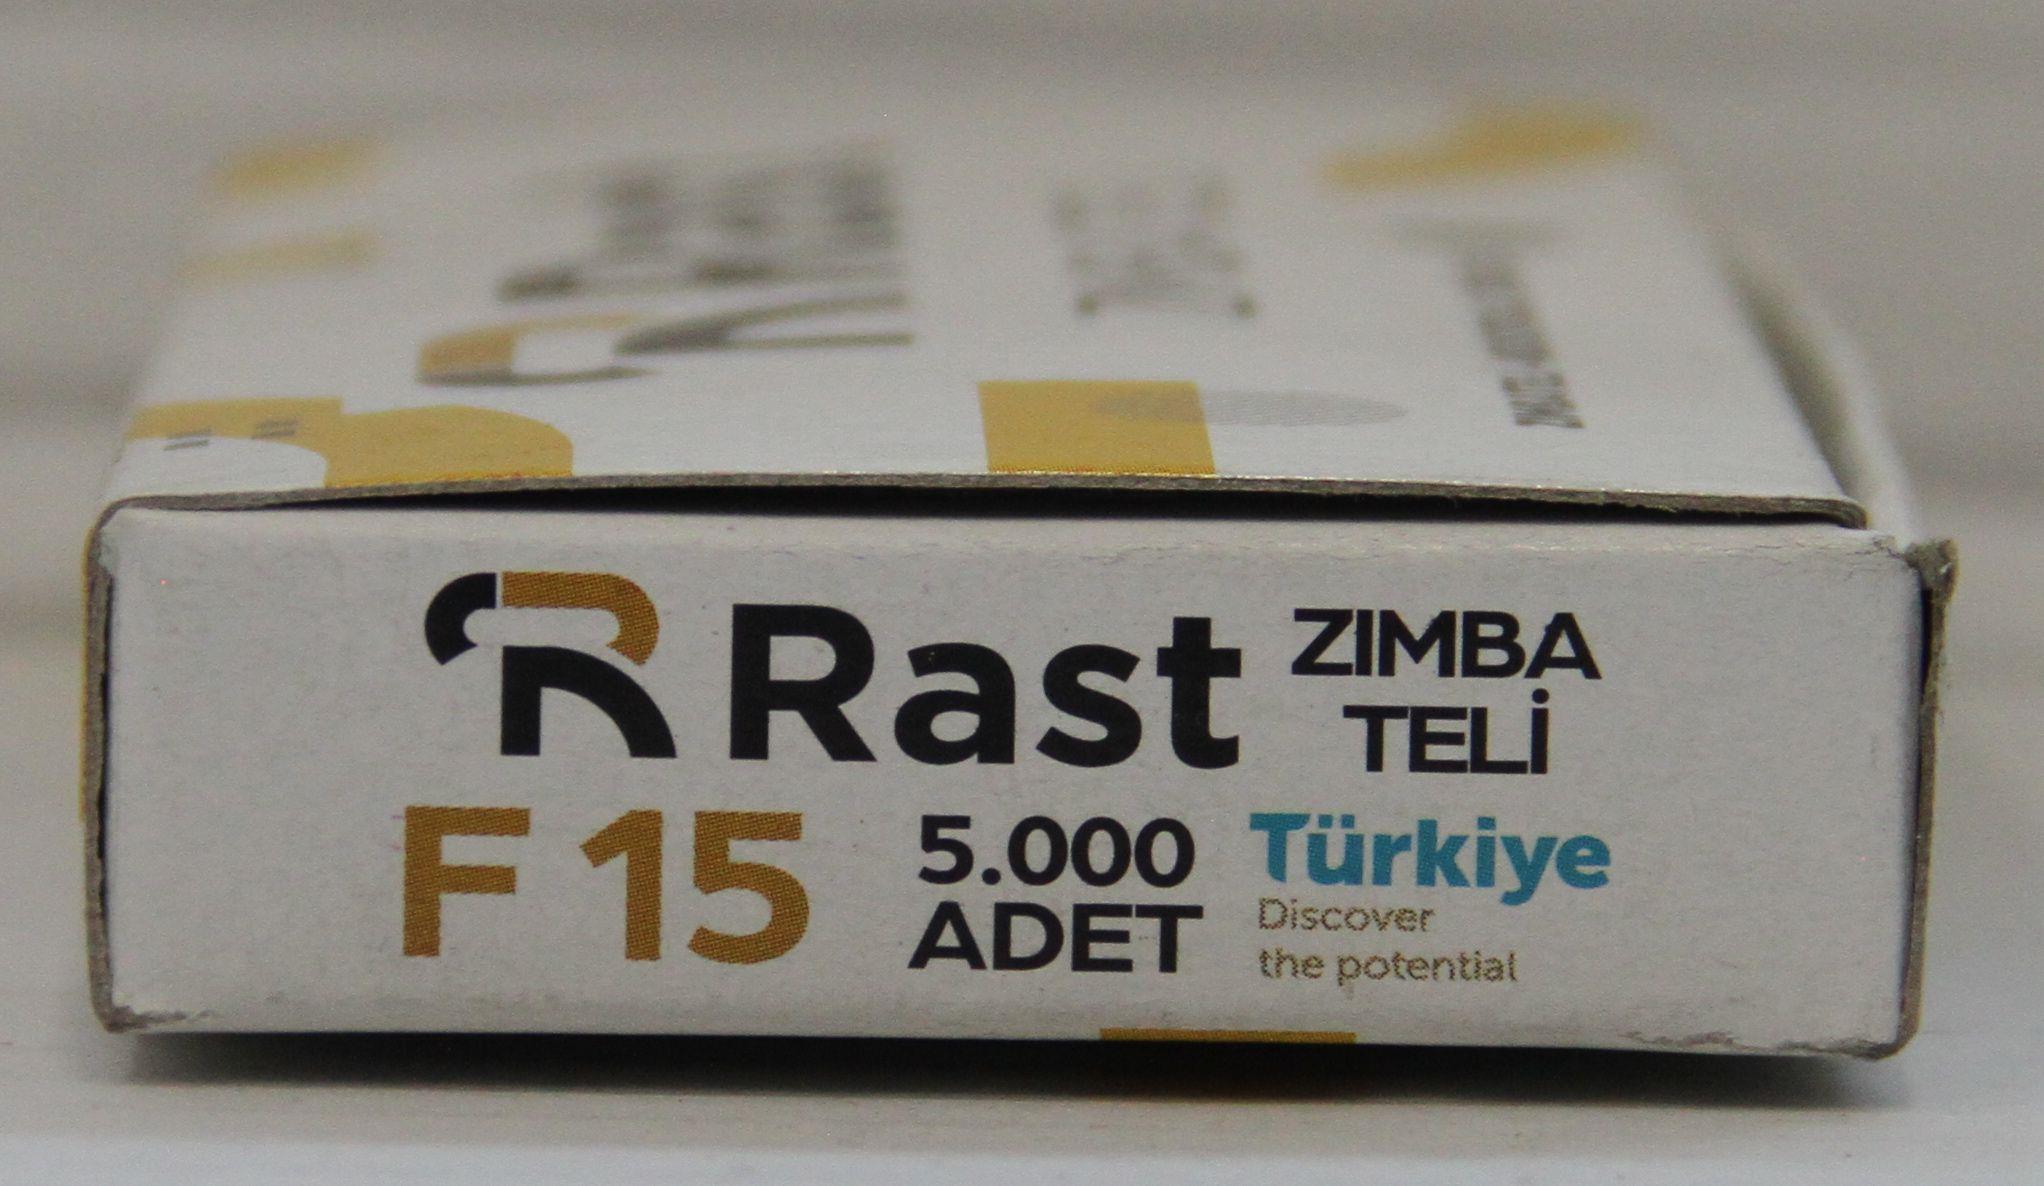 Rast ZIMBA
TELİ
F 15 5.000 Türkiye
ADET Discover
the potential